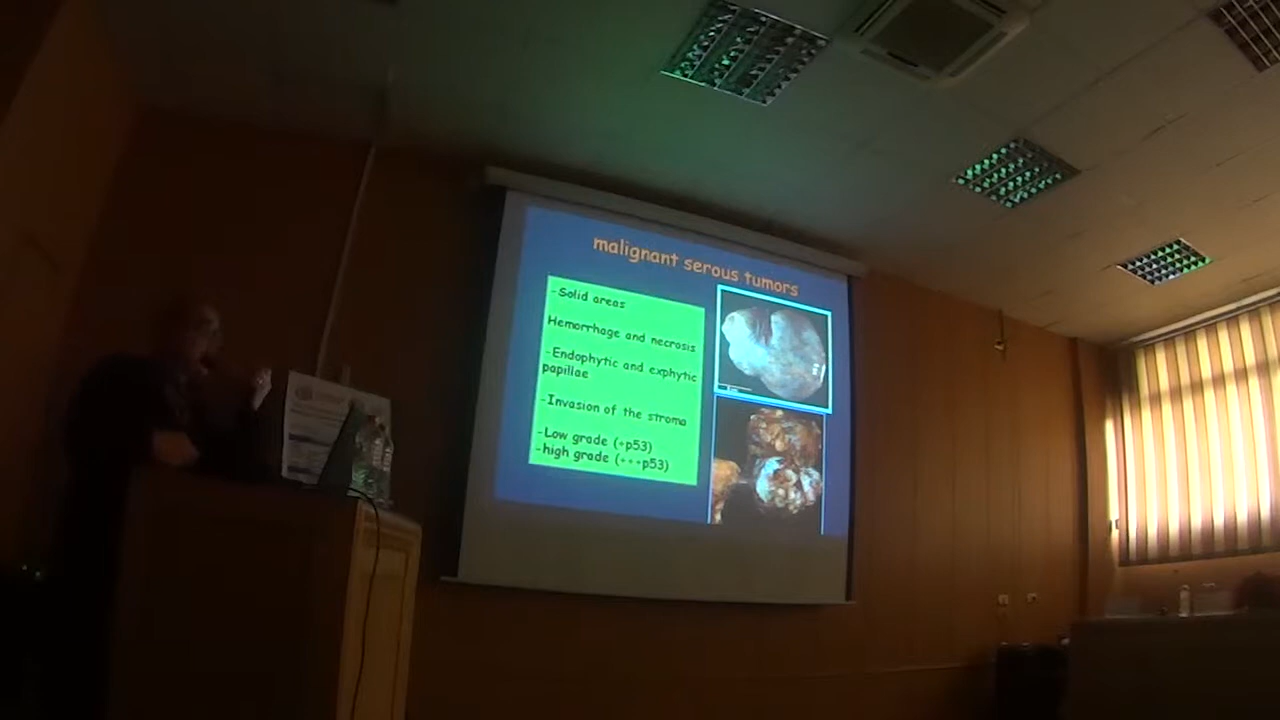 malignant serous tumors
-Solid areas
Hemorrhage and necrosis
-Endophytic and exphytic
papillae
-Invasion of the stroma
-Low grade (+p53)
-high grade (+++p53)